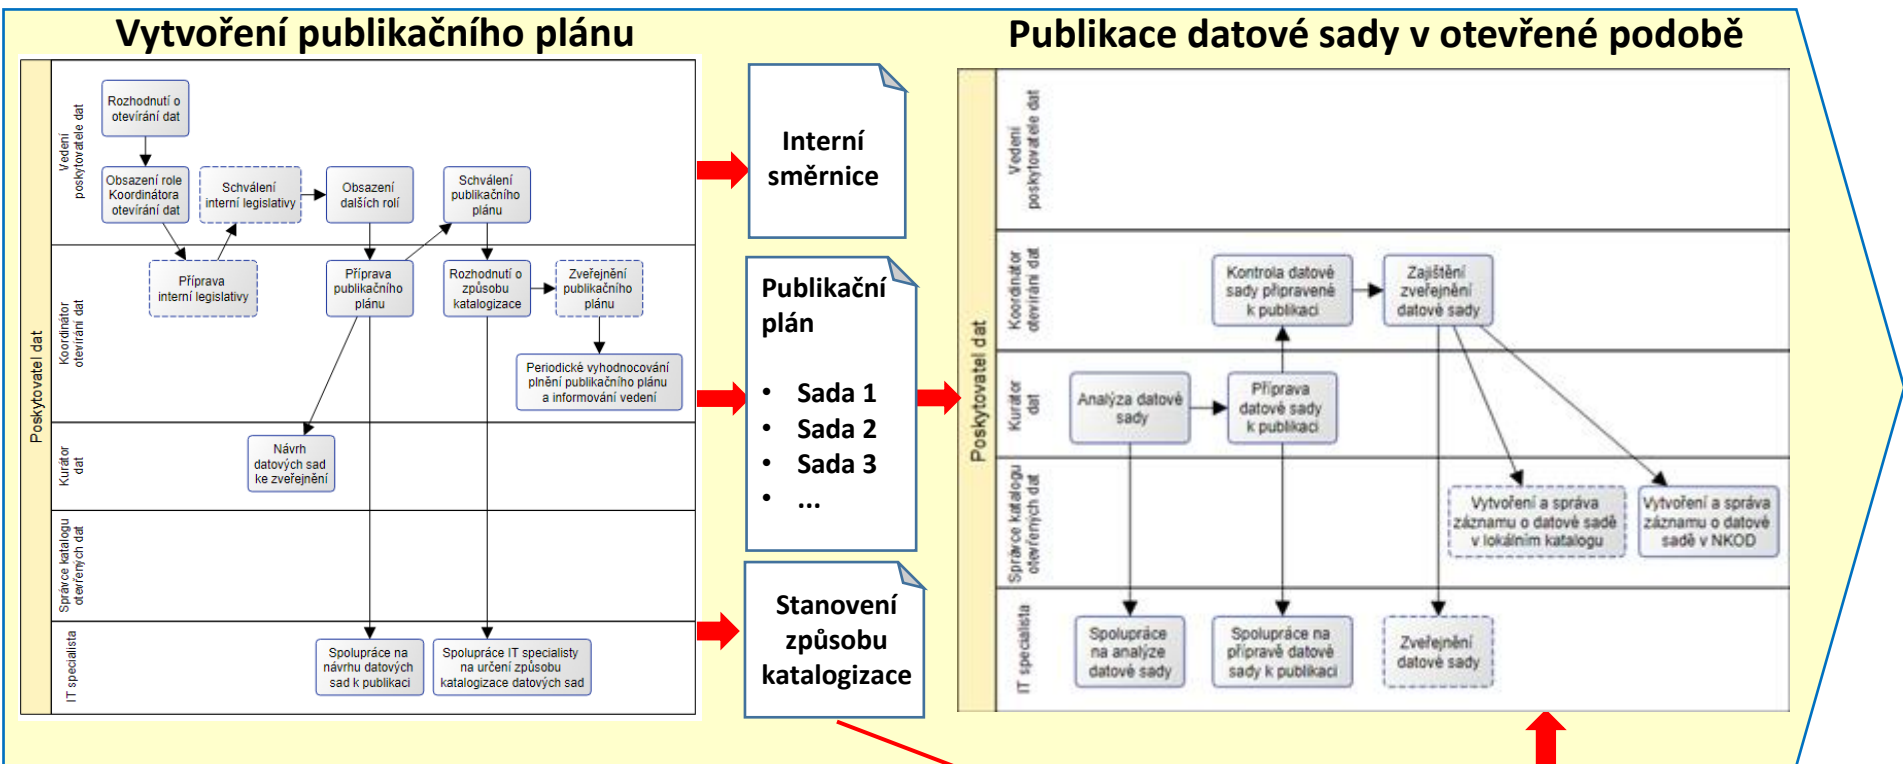 Vytvoření publikačního plánu
Poskytovatel dat
Vedení
poskytovatele dat
Rozhodnutí o
otevírání dat
Obsazení role
Koordinátora
otevírání dat
Schválení
interní legislativy
Obsazení
dalších rolí
Schválení
publikačního
plánu
Koordinátor
otevírání dat
Příprava
interní legislativy
Příprava
publikačního
plánu
Rozhodnutí o
způsobu
katalogizace
Zveřejnění
publikačního
plánu
Periodické vyhodnocování
plnění publikačního plánu
a informování vedení
Kurátor
dat
Návrh
datových sad
ke zveřejnění
Správce katalogu
otevřených dat
IT specialista
Spolupráce na
návrhu datových
sad k publikaci
Spolupráce IT specialisty
na určení způsobu
katalogizace datových sad
Interní
směrnice
Publikační
plán
• Sada 1
• Sada 2
• Sada 3
• ...
Stanovení
způsobu
katalogizace
Publikace datové sady v otevřené podobě
Poskytovatel dat
Vedení
poskytovatele dat
Koordinátor
otevírání dat
Kontrola datové
sady připravené
k publikaci
Zajištění
zveřejnění
datové sady
Kurátor
dat
Analýza datové
sady
Příprava
datové sady
k publikaci
Správce katalogu
otevřených dat
Vytvoření a správa
záznamu o datové sadě
v lokálním katalogu
Vytvoření a správa
záznamu o datové
sadě v NKOD
IT specialista
Spolupráce
na analýze
datové sady
Spolupráce na
přípravě datové
sady k publikaci
Zveřejnění
datové sady